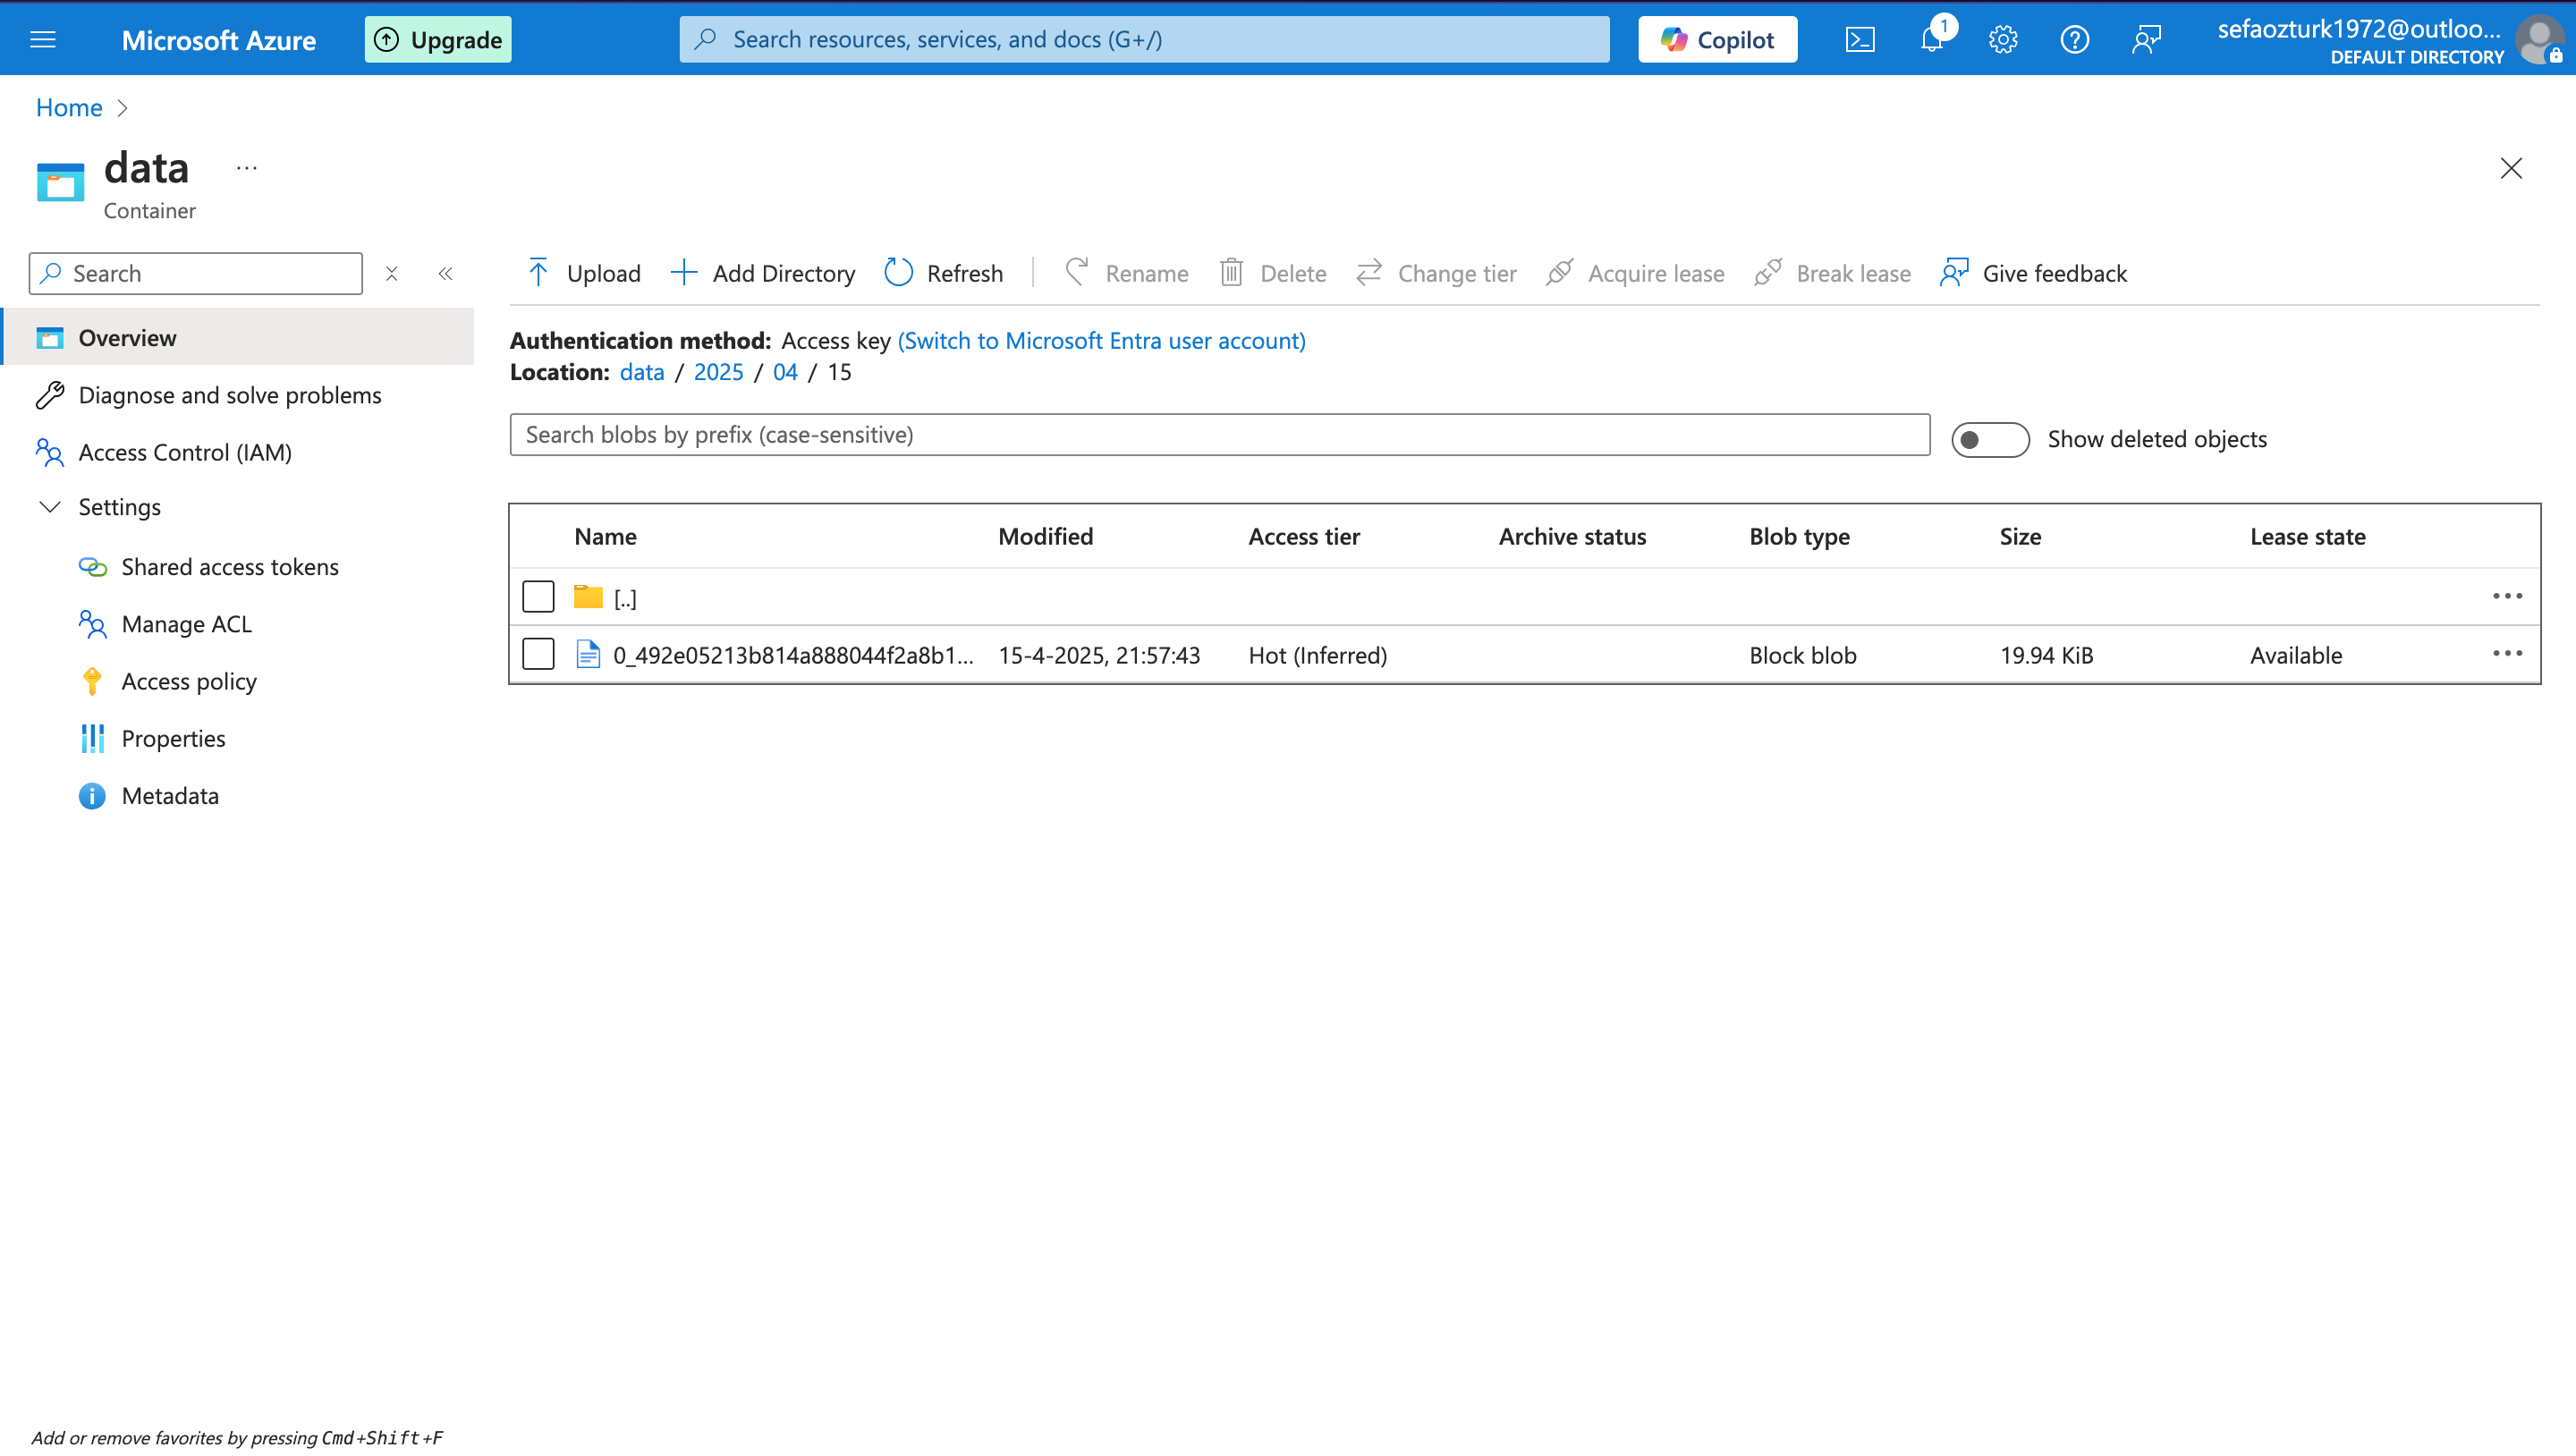 Microsoft Azure
Upgrade
Search resources, services, and docs (G+/)
Copilot
1
sefaozturk1972@outloo...
DEFAULT DIRECTORY
Home
data
...
Container
Search
Upload
Add Directory
Refresh
Rename
Delete
Change tier
Acquire lease
Break lease
Give feedback
Overview
Diagnose and solve problems
Access Control (IAM)
Settings
Shared access tokens
Manage ACL
Access policy
Properties
Metadata
Authentication method: Access key (Switch to Microsoft Entra user account)
Location: data / 2025 / 04 / 15
Search blobs by prefix (case-sensitive)
Show deleted objects
Name Modified Access tier Archive status Blob type Size Lease state
[..]
0_492e05213b814a888044f2a8b1... 15-4-2025, 21:57:43 Hot (Inferred) Block blob 19.94 KiB Available
Add or remove favorites by pressing Cmd+Shift+F